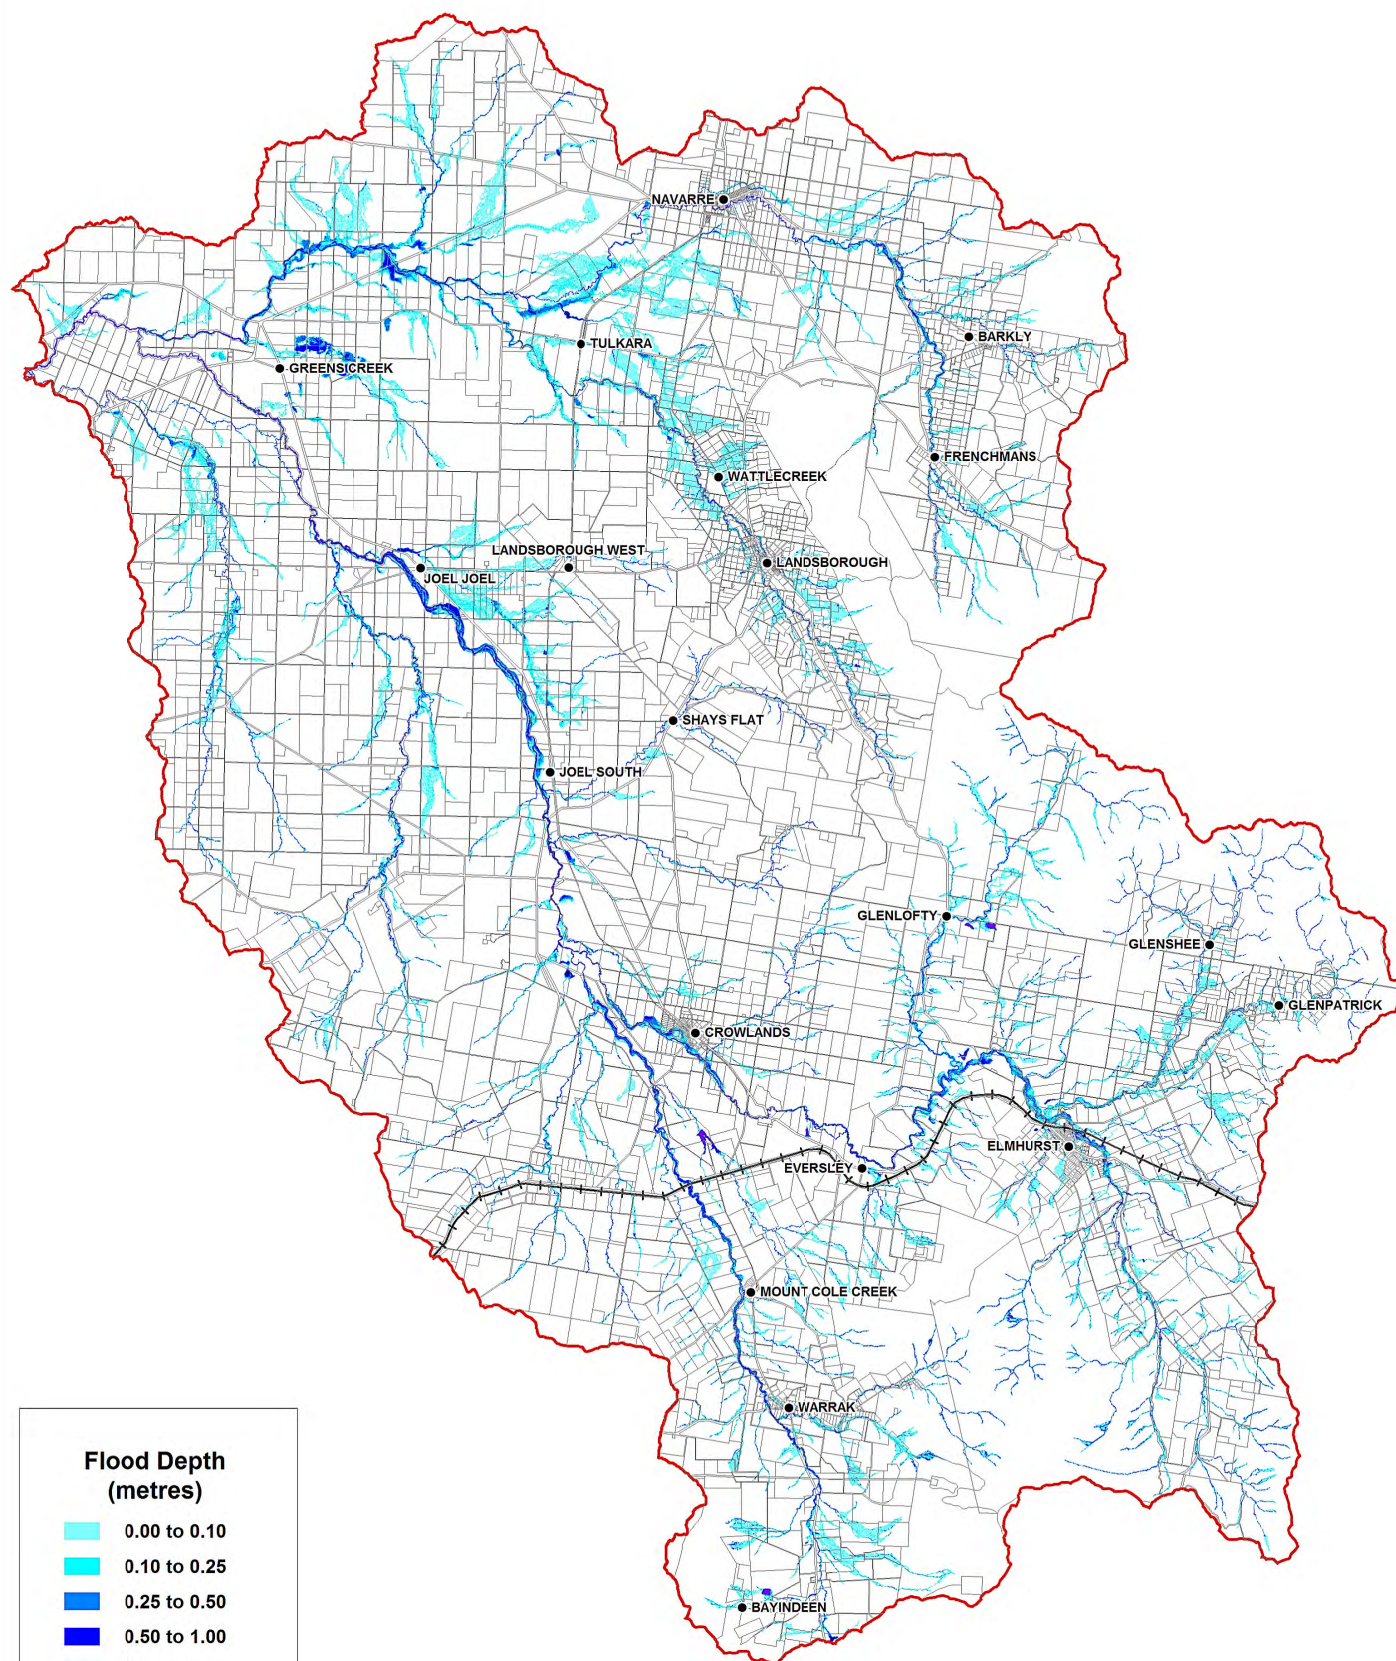 NAVARRE
BARKLY
TULKARA
GREENS CREEK
FRENCHMANS
WATTLECREEK
LANDSBOROUGH WEST
LANDSBOROUGH
JOEL JOEL
SHAYS FLAT
JOEL SOUTH
GLENLOFTY
GLENSHEE
GLENPATRICK
CROWLANDS
ELMHURST
EVERSLEY
MOUNT COLE CREEK
WARRAK
BAYINDEEN
Flood Depth
(metres)
0.00 to 0.10
0.10 to 0.25
0.25 to 0.50
0.50 to 1.00